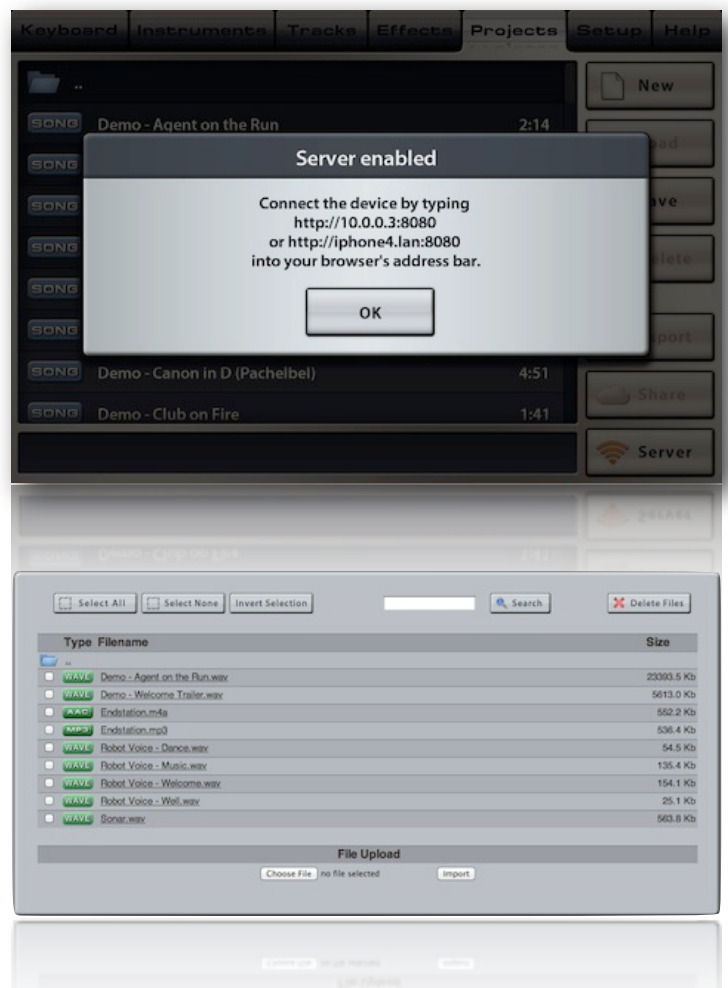 Keyboard Instruments Tracks Effects Projects Setup Help
..
New
SONG Demo - Agent on the Run 2:14
SONG
SONG
SONG
SONG
SONG
Server enabled
Connect the device by typing
http://10.0.0.3:8080
or http://iphone4.lan:8080
into your browser's address bar.
OK
SONG Demo - Canon in D (Pachelbel) 4:51
Share
SONG Demo - Club on Fire 1:41
Server
Select All Select None Invert Selection Search Delete Files
Type Filename Size
..
WAVE Demo - Agent on the Run.wav 23393.5 Kb
WAVE Demo - Welcome Trailer.wav 5613.0 Kb
AAC Endstation.m4a 552.2 Kb
MP3 Endstation.mp3 536.4 Kb
WAVE Robot Voice - Dance.wav 54.5 Kb
WAVE Robot Voice - Music.wav 135.4 Kb
WAVE Robot Voice - Welcome.wav 154.1 Kb
WAVE Robot Voice - Well.wav 25.1 Kb
WAVE Sonar.wav 563.8 Kb
File Upload
Choose File no file selected Import